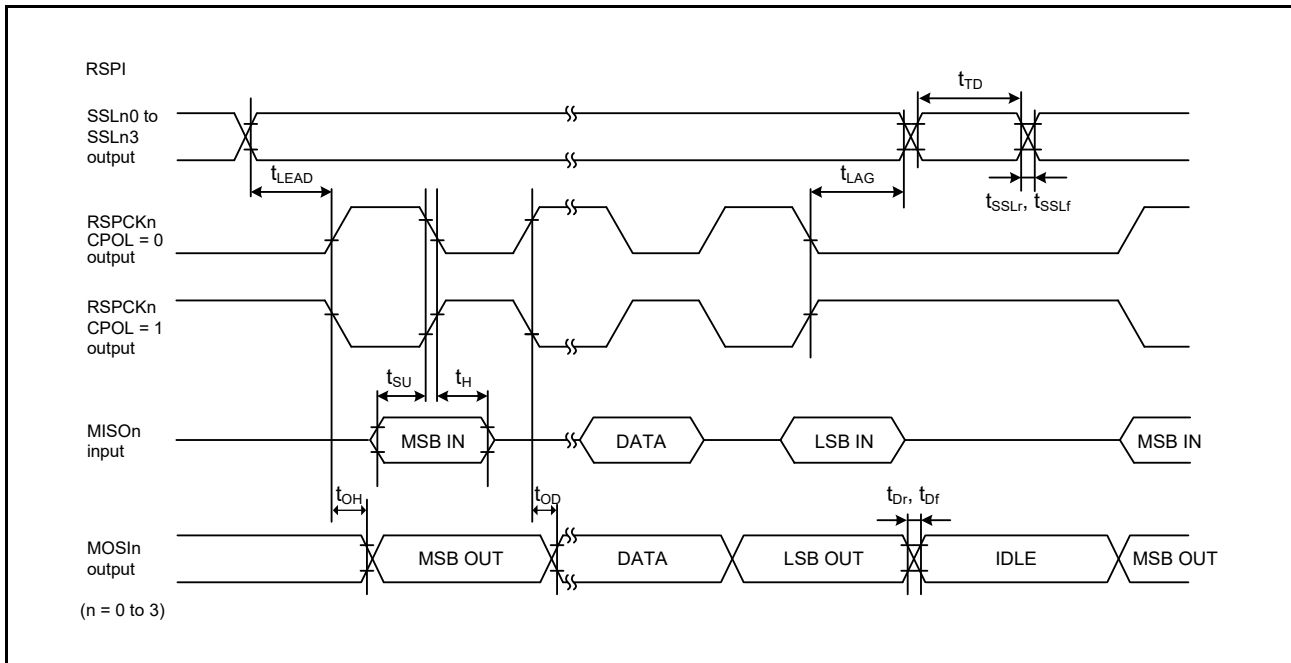 RSPI
SSLn0 to
SSLn3
output
tTD
tLEAD
tLAG
tSSLr, tSSLf
RSPCKn
CPOL = 0
output
RSPCKn
CPOL = 1
output
tSU
tH
MISOn
input
MSB IN
DATA
LSB IN
MSB IN
tOH
tOD
tDr, tDf
MOSIn
output
MSB OUT
DATA
LSB OUT
IDLE
MSB OUT
(n = 0 to 3)